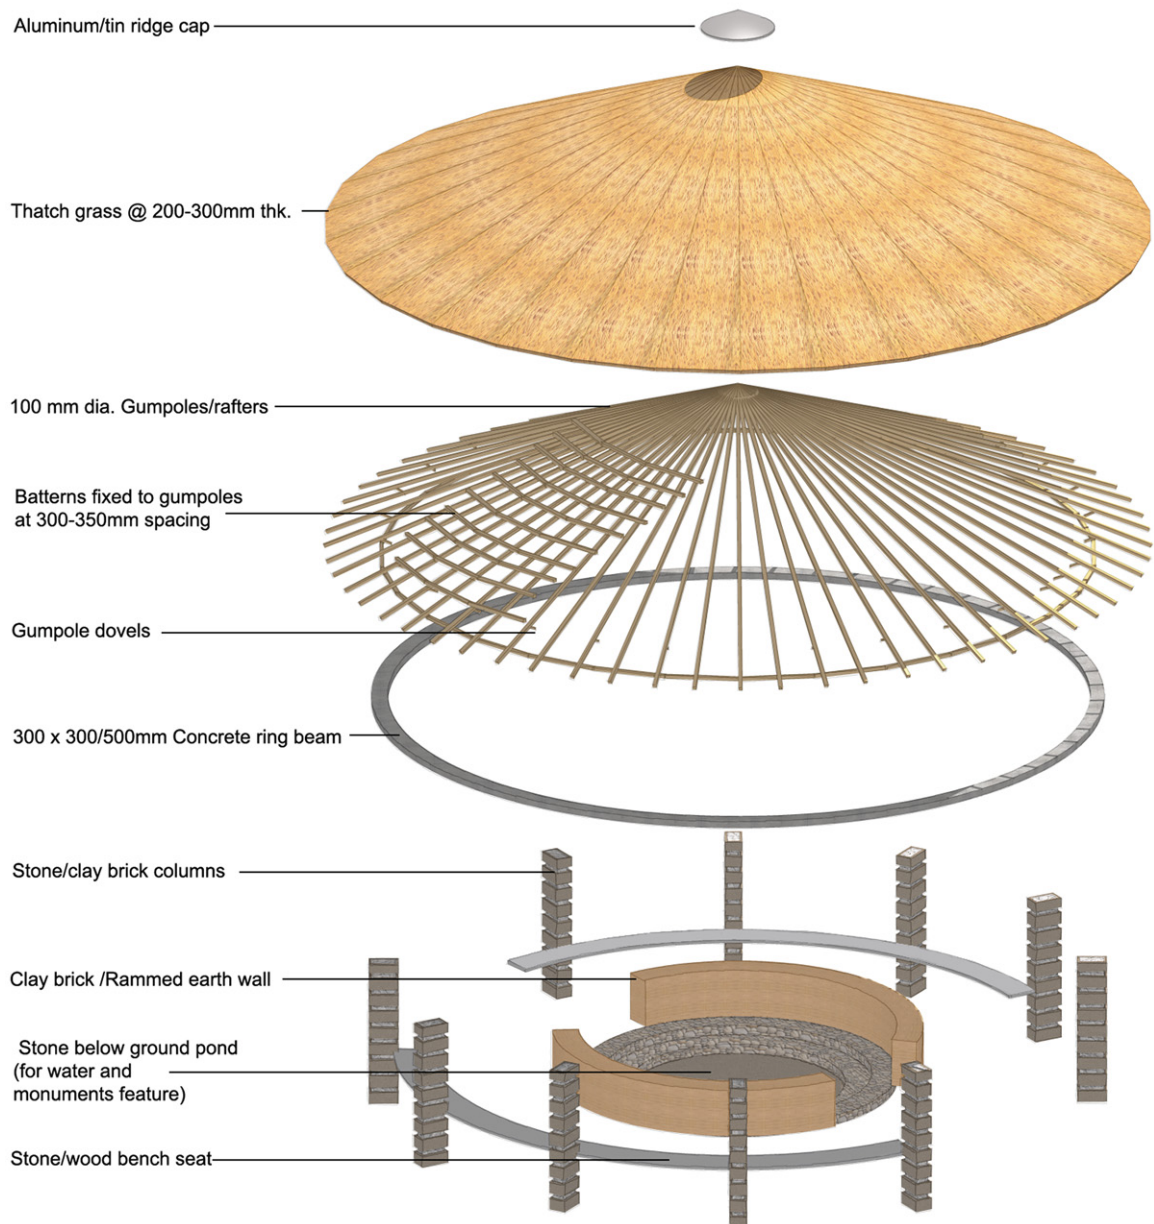 Aluminum/tin ridge cap
Thatch grass @ 200-300mm thk.
100 mm dia. Gumpoles/rafters
Batterns fixed to gumpoles
at 300-350mm spacing
Gumpole dovels
300 x 300/500mm Concrete ring beam
Stone/clay brick columns
Clay brick /Rammed earth wall
Stone below ground pond
(for water and
monuments feature)
Stone/wood bench seat